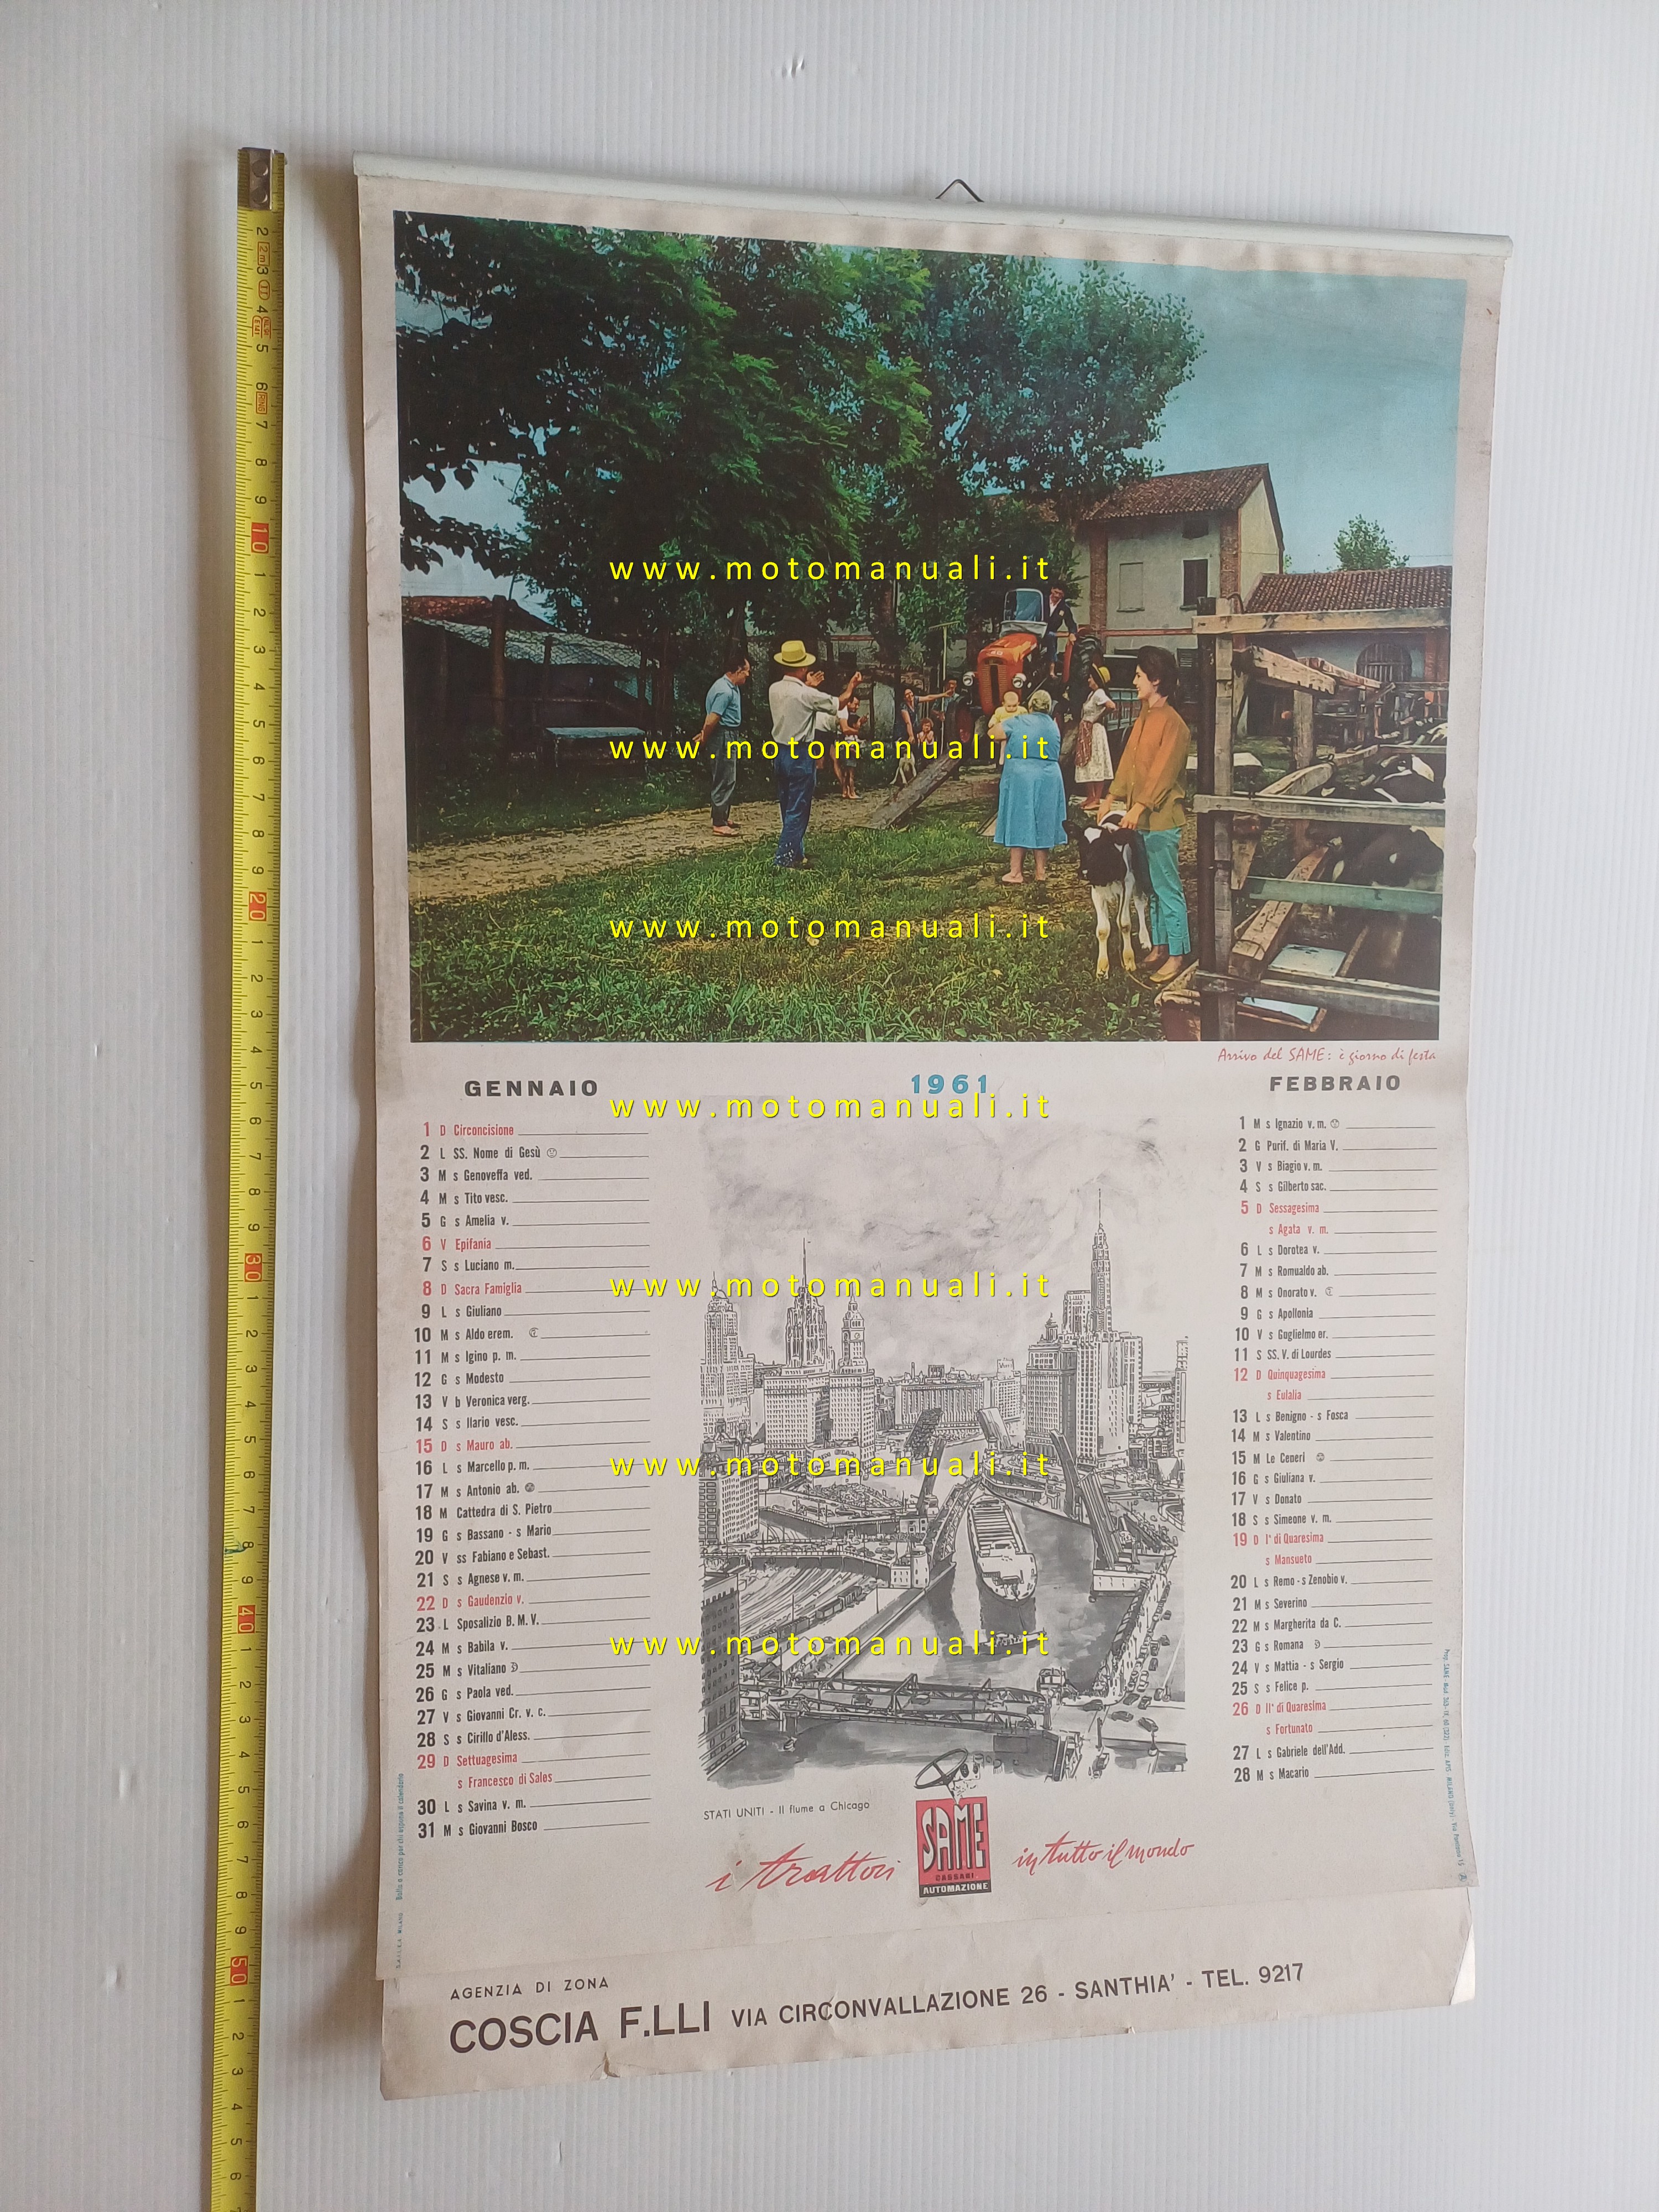 www.motomanuali.it
www.motomanuali.it
www.motomanuali.it
Arrivo del SAME: è giorno di festa
GENNAIO
1961
FEBBRAIO
www.motomanuali.it
1 D Circoncisione
2 L SS. Nome di Gesù
3 M s Genoveffa ved.
4 M s Tito vesc.
5 G s Amelia v.
6 V Epifania
7 S s Luciano m.
8 D Sacra Famiglia
9 L s Giuliano
10 M s Aldo erem.
11 M s Igino p. m.
12 G s Modesto
13 V b Veronica verg.
14 S s Ilario vesc.
15 D s Mauro ab.
16 L s Marcello p. m.
17 M s Antonio ab.
18 M Cattedra di S. Pietro
19 G s Bassano - s Mario
20 V ss Fabiano e Sebast.
21 S s Agnese v. m.
22 D s Gaudenzio v.
23 L Sposalizio B. M. V.
24 M s Babila v.
25 M s Vitaliano
26 G s Paola ved.
27 V s Giovanni Cr. v. c.
28 S s Cirillo d'Aless.
29 D Settuagesima
s Francesco di Sales
30 L s Savina v. m.
31 M s Giovanni Bosco
www.motomanuali.it
www.motomanuali.it
www.motomanuali.it
1 M s Ignazio v. m.
2 G Purif. di Maria V.
3 V s Biagio v. m.
4 S s Gilberto sac.
5 D Sessagesima
s Agata v. m.
6 L s Dorotea v.
7 M s Romualdo ab.
8 M s Onorato v.
9 G s Apollonia
10 V s Guglielmo er.
11 S SS. V. di Lourdes
12 D Quinquagesima
s Eulalia
13 L s Benigno - s Fosca
14 M s Valentino
15 M Le Ceneri
16 G s Giuliana v.
17 V s Donato
18 S s Simeone v. m.
19 D Iª di Quaresima
s Mansueto
20 L s Remo - s Zenobio v.
21 M s Severino
22 M s Margherita da C.
23 G s Romana
24 V s Mattia - s Sergio
25 S s Felice p.
26 D IIª di Quaresima
s Fortunato
27 L s Gabriele dell'Add.
28 M s Macario
STATI UNITI - Il fiume a Chicago
i trattori
SAME
CASSANI
AUTOMAZIONE
in tutto il mondo
Bollo a carico per chi espone il calendario
AGENZIA DI ZONA
COSCIA F.LLI VIA CIRCONVALLAZIONE 26 - SANTHIA' - TEL. 9217